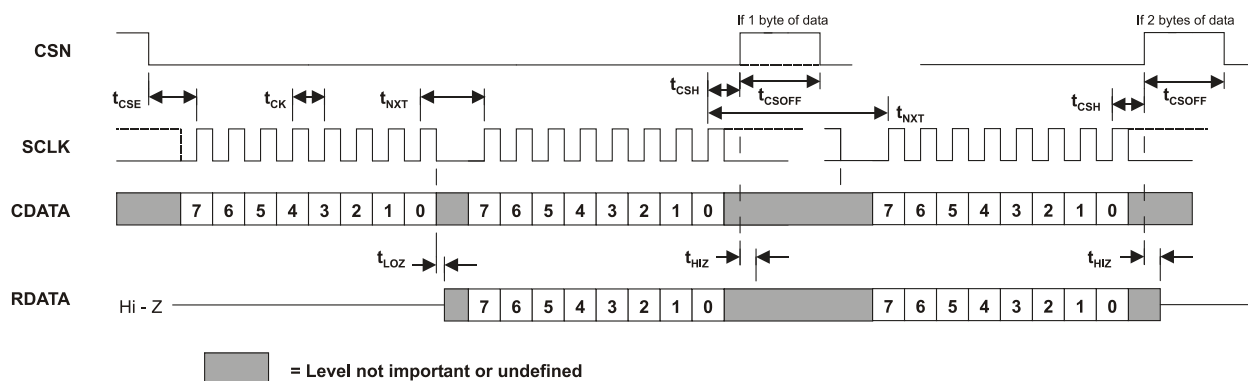 If 1 byte of data
If 2 bytes of data
CSN
tCSE
tCK
tNXT
tCSH
tCSOFF
tNXT
tCSH
tCSOFF
SCLK
CDATA
7 6 5 4 3 2 1 0
7 6 5 4 3 2 1 0
7 6 5 4 3 2 1 0
tLOZ
tHIZ
tHIZ
RDATA
Hi - Z
7 6 5 4 3 2 1 0
7 6 5 4 3 2 1 0
= Level not important or undefined